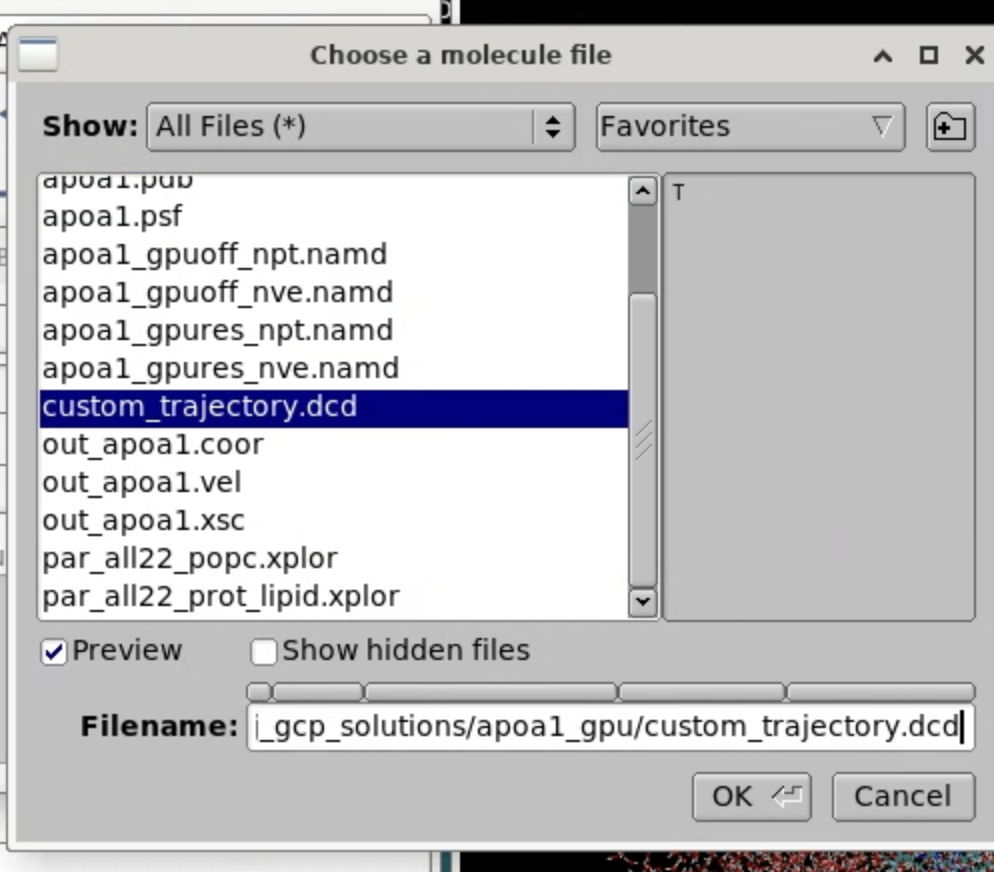 Choose a molecule file
Show: All Files (*) Favorites
apoa1.pdb
T
apoa1.psf
apoa1_gpuoff_npt.namd
apoa1_gpuoff_nve.namd
apoa1_gpures_npt.namd
apoa1_gpures_nve.namd
custom_trajectory.dcd
out_apoa1.coor
out_apoa1.vel
out_apoa1.xsc
par_all22_popc.xplor
par_all22_prot_lipid.xplor
Preview Show hidden files
Filename: i_gcp_solutions/apoa1_gpu/custom_trajectory.dcd
OK Cancel